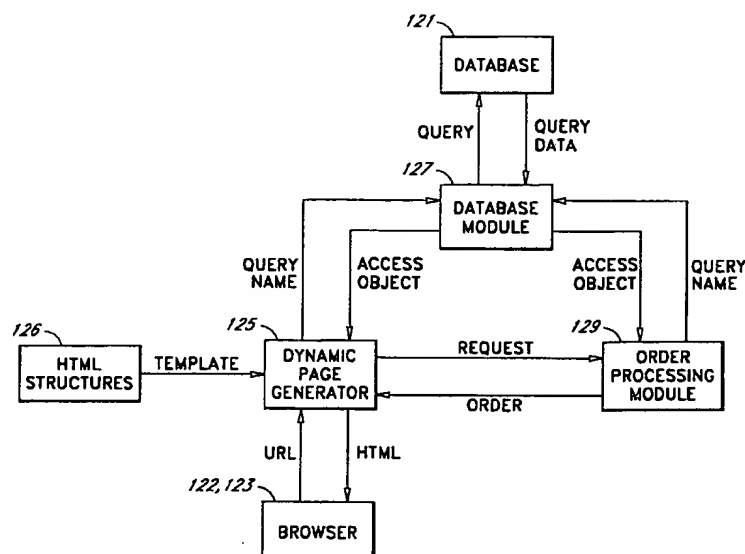 121
DATABASE
QUERY
QUERY
DATA
127
DATABASE
MODULE
QUERY
NAME
ACCESS
OBJECT
ACCESS
OBJECT
QUERY
NAME
126
HTML
STRUCTURES
TEMPLATE
125
DYNAMIC
PAGE
GENERATOR
REQUEST
ORDER
129
ORDER
PROCESSING
MODULE
URL
HTML
122, 123
BROWSER